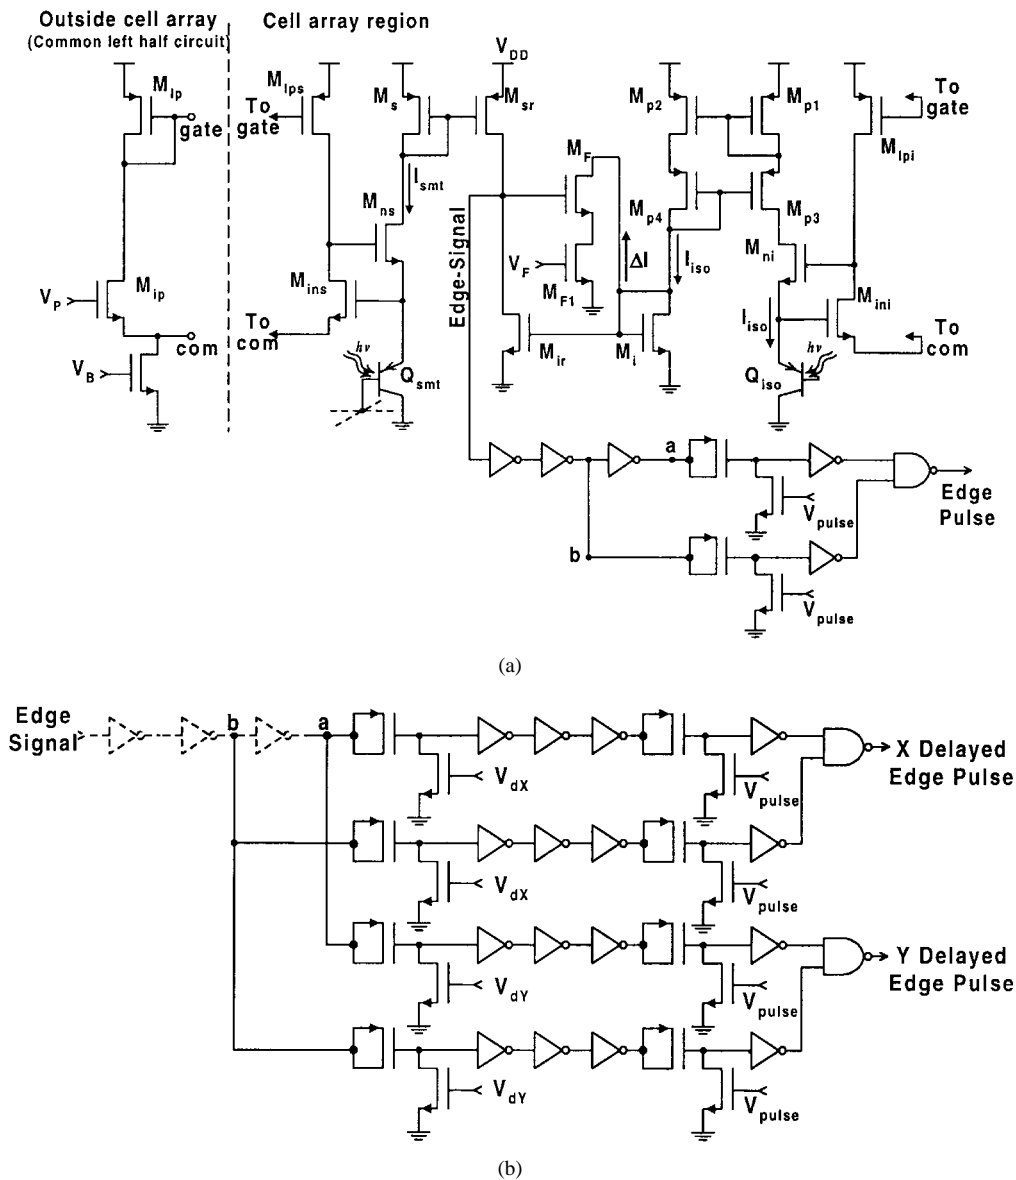 Outside cell array
(Common left half circuit)
Cell array region
V_DD
M_lp
M_lps
M_s
M_sr
M_p2
M_p1
To
gate
gate
To
gate
M_lpi
M_F
I_smt
M_ns
M_p4
M_p3
Edge-Signal
ΔI
I_iso
M_ni
V_F
M_F1
V_P
M_ip
M_ins
M_ini
To
com
com
I_iso
To
com
M_ir
M_i
hν
hν
V_B
Q_smt
Q_iso
a
Edge
Pulse
V_pulse
b
V_pulse
(a)
Edge
Signal
b
a
V_dX
V_pulse
X Delayed
Edge Pulse
V_dX
V_pulse
V_dY
V_pulse
Y Delayed
Edge Pulse
V_dY
V_pulse
(b)